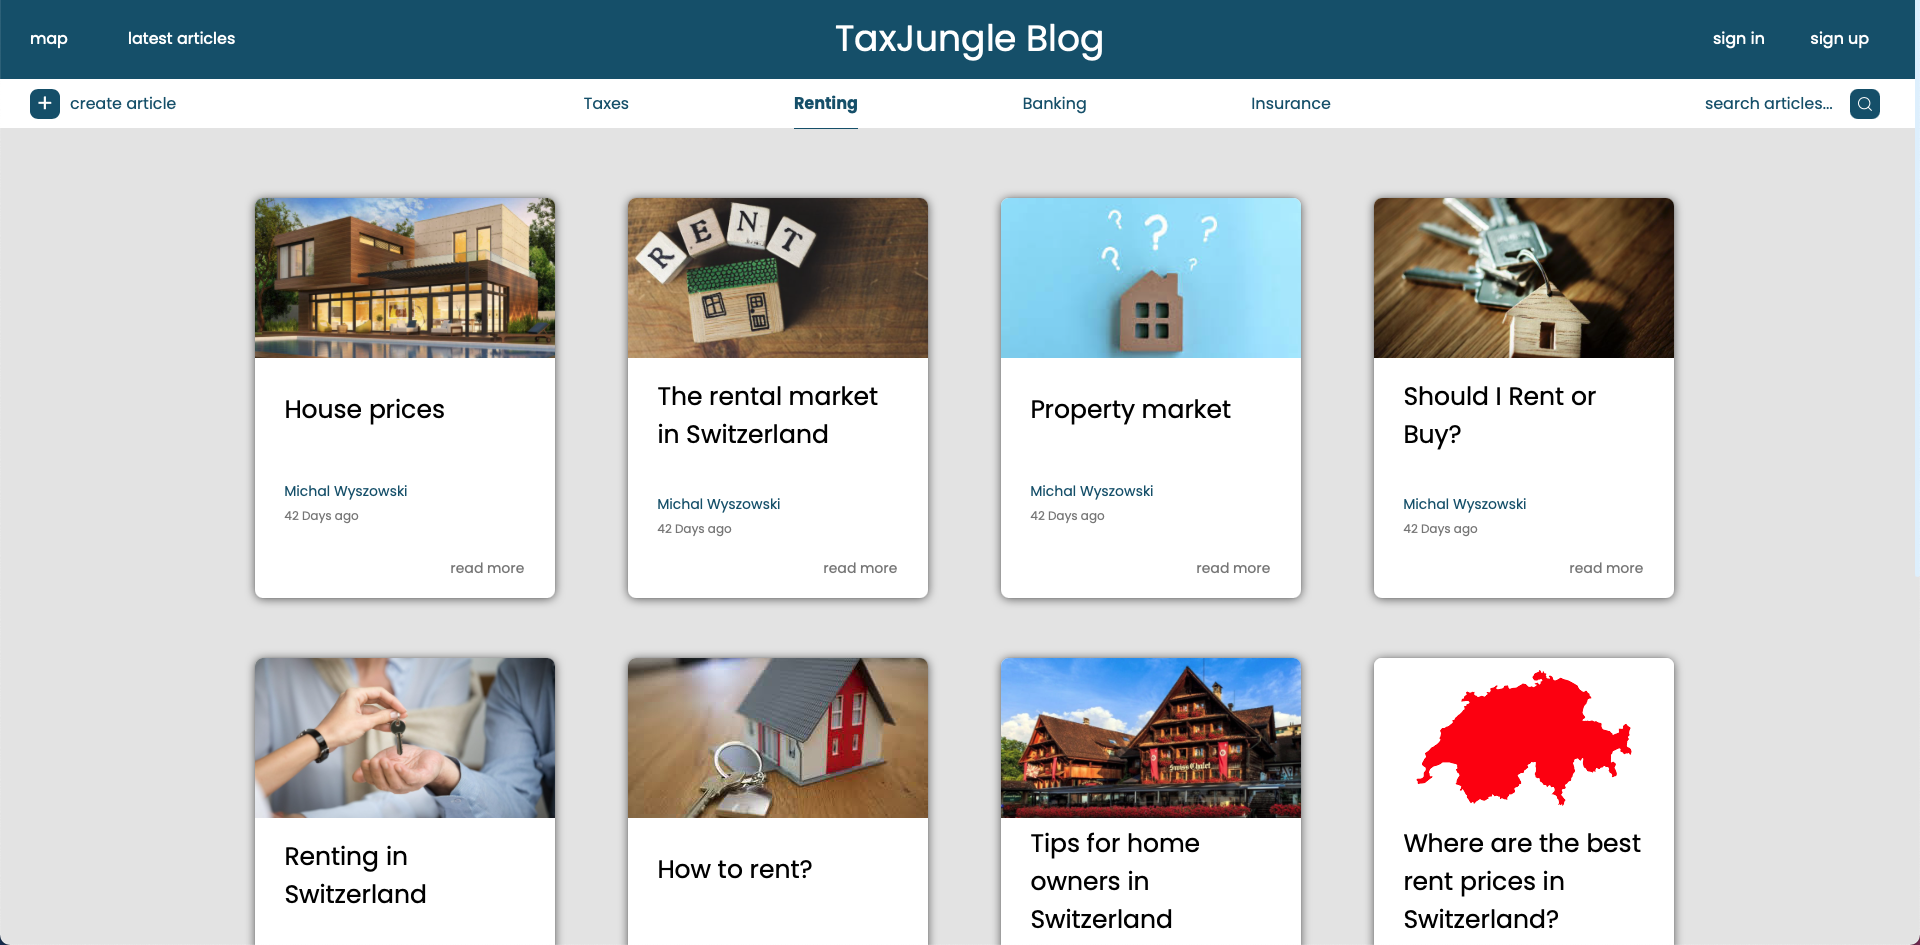 map
latest articles
TaxJungle Blog
sign in
sign up
create article
Taxes
Renting
Banking
Insurance
search articles...
R E N T
? ? ? ? ?
House prices
Michal Wyszowski
42 Days ago
read more
The rental market
in Switzerland
Michal Wyszowski
42 Days ago
read more
Property market
Michal Wyszowski
42 Days ago
read more
Should I Rent or
Buy?
Michal Wyszowski
42 Days ago
read more
Swiss Chalet
Renting in
Switzerland
How to rent?
Tips for home
owners in
Switzerland
Where are the best
rent prices in
Switzerland?